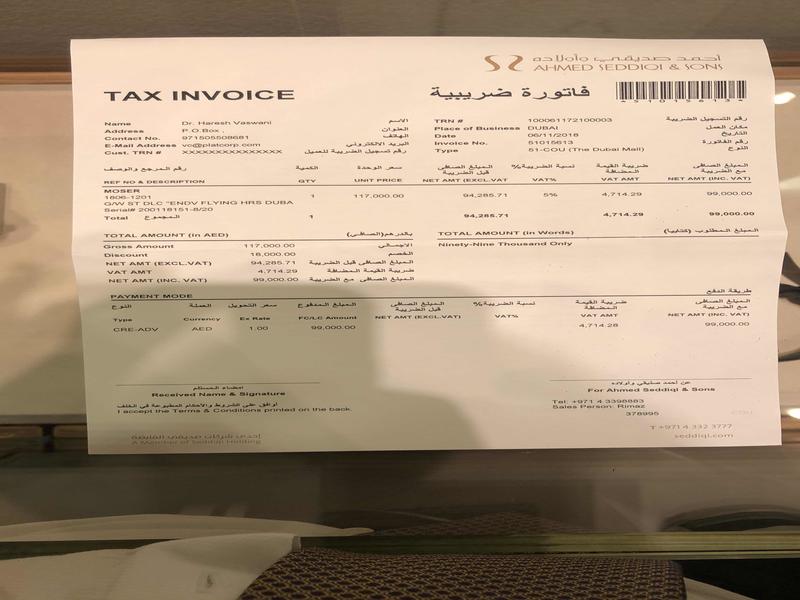 أحمد صديقي وأولاده
AHMED SEDDIQI & SONS
TAX INVOICE فاتورة ضريبية
*51015613*
Name Dr. Haresh Vaswani الاسم
Address P.O.Box , العنوان
Contact No. 971505508681 الهاتف
E-Mail Address vc@platcorp.com البريد الالكتروني
Cust. TRN # XXXXXXXXXXXXXXX رقم تسجيل الضريبة للعميل
TRN # 100061172100003 رقم التسجيل الضريبة
Place of Business DUBAI مكان العمل
Date 06/11/2018 التاريخ
Invoice No. 51015613 رقم الفاتورة
Type 51-COU (The Dubai Mall) النوع
رقم المرجع والوصف الكمية سعر الوحدة المبلغ الصافي قبل الضريبة نسبة الضريبة% ضريبة القيمة المضافة المبلغ الصافي مع الضريبة
REF NO & DESCRIPTION QTY UNIT PRICE NET AMT (EXCL.VAT) VAT% VAT AMT NET AMT (INC. VAT)
MOSER
1806-1201 1 117,000.00 94,285.71 5% 4,714.29 99,000.00
G/W ST DLC "ENDV FLYING HRS DUBA
Serial# 200118151-8/20
Total المجموع 1 94,285.71 4,714.29 99,000.00
TOTAL AMOUNT (in AED) بالدرهم(الصافي)
Gross Amount 117,000.00 الاجمالي
Discount 18,000.00 الخصم
NET AMT (EXCL.VAT) 94,285.71 المبلغ الصافي قبل الضريبة
VAT AMT 4,714.29 ضريبة القيمة المضافة
NET AMT (INC. VAT) 99,000.00 المبلغ الصافي مع الضريبة
TOTAL AMOUNT (in Words) المبلغ المطلوب (كتابيا)
Ninety-Nine Thousand Only
PAYMENT MODE طريقة الدفع
النوع العملة سعر التحويل المبلغ المدفوع المبلغ الصافي قبل الضريبة نسبة الضريبة% ضريبة القيمة المضافة المبلغ الصافي مع الضريبة
Type Currency Ex Rate FC/LC Amount NET AMT (EXCL.VAT) VAT% VAT AMT NET AMT (INC. VAT)
CRE-ADV AED 1.00 99,000.00 4,714.28 99,000.00
امضاء المستلم
Received Name & Signature
اوافق على الشروط والأحكام المطبوعة في الخلف
I accept the Terms & Conditions printed on the back.
عن احمد صديقي واولاده
For Ahmed Seddiqi & Sons
Tel: +971 4 3398883
Sales Person: Rimaz
378995
إحدى شركات صديقي القابضة
A Member of Seddiqi Holding
T +971 4 332 3777
seddiqi.com